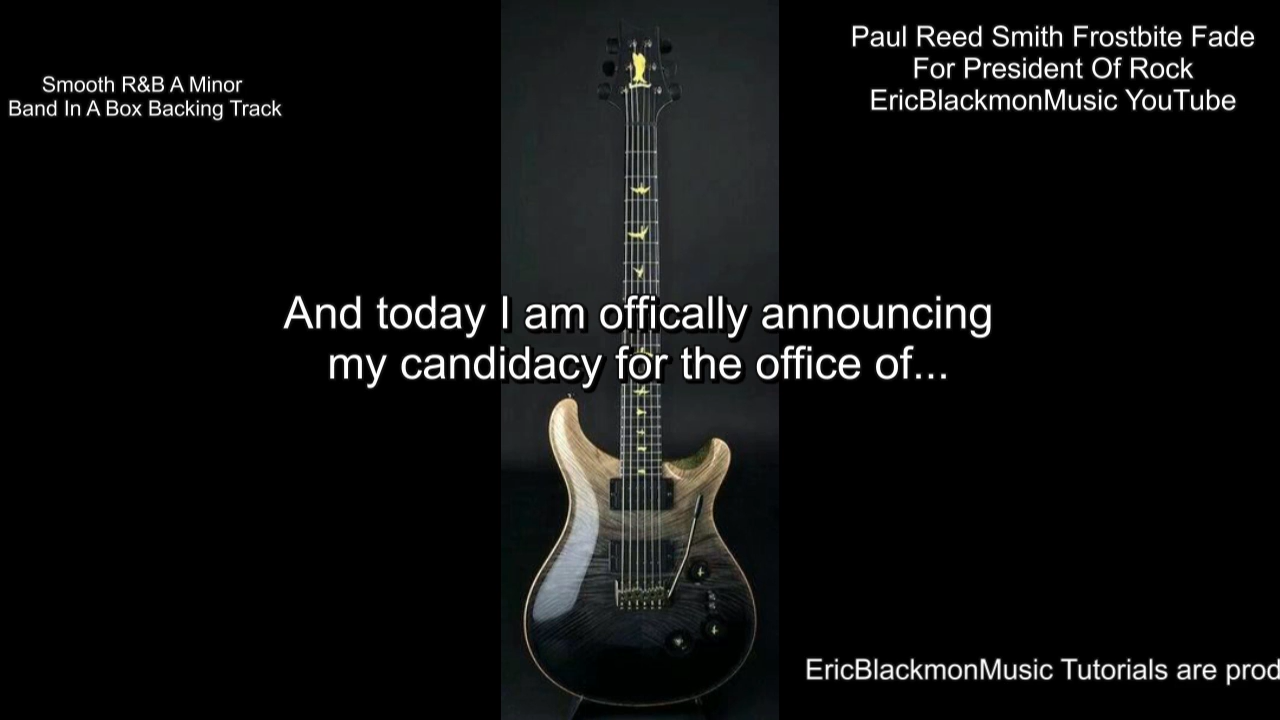 Smooth R&B A Minor
Band In A Box Backing Track
Paul Reed Smith Frostbite Fade
For President Of Rock
EricBlackmonMusic YouTube
And today I am offically announcing
my candidacy for the office of...
EricBlackmonMusic Tutorials are prod